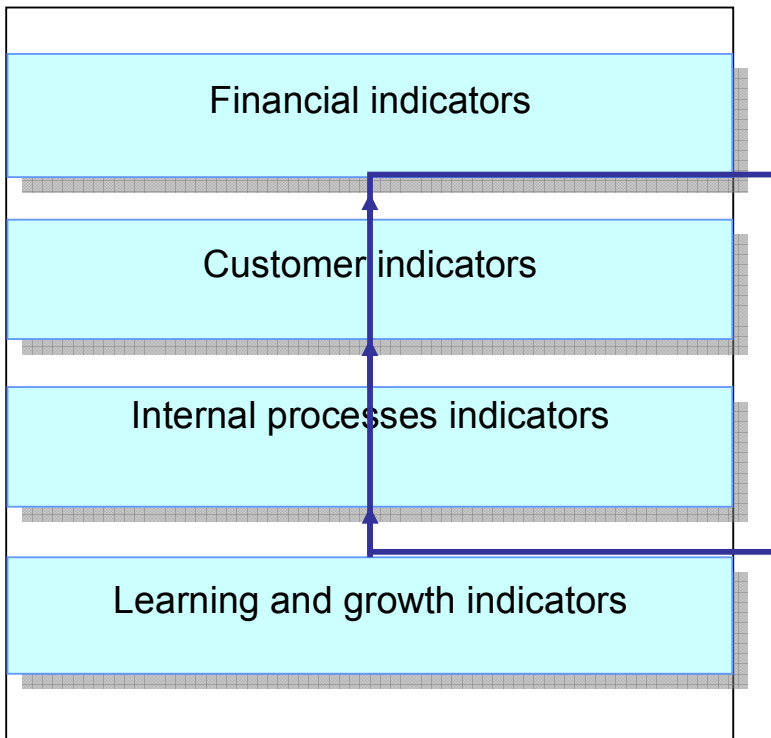 Financial indicators
Customer indicators
Internal processes indicators
Learning and growth indicators